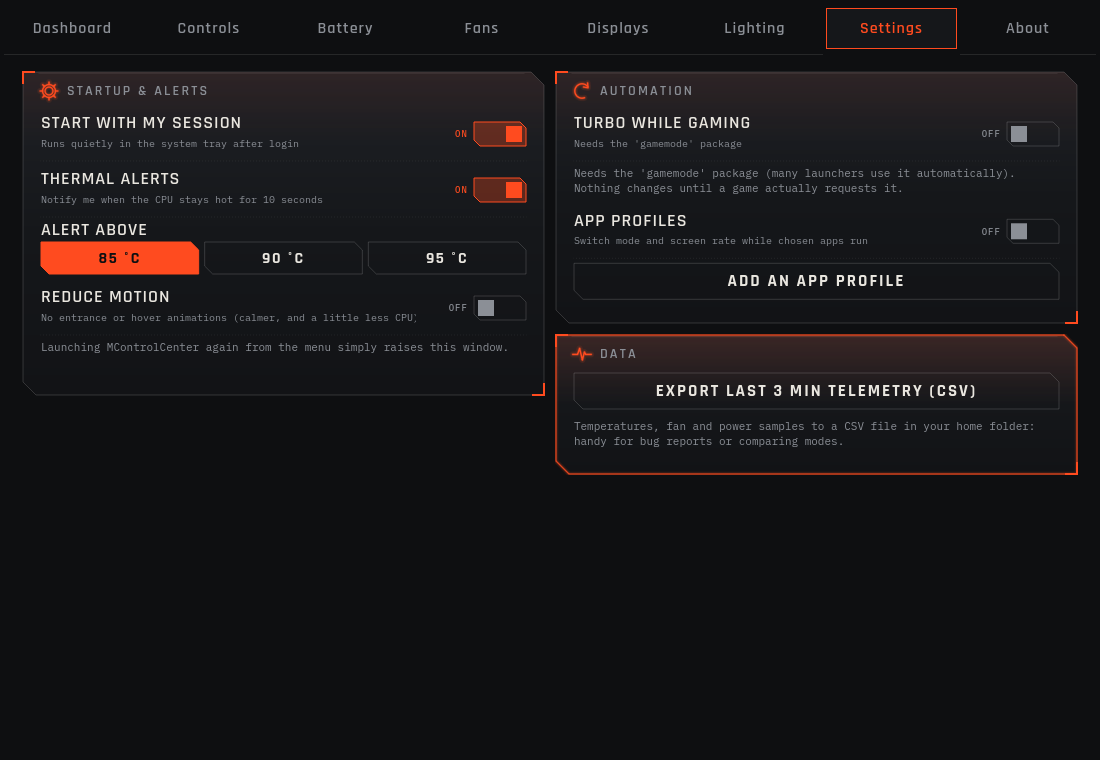 Dashboard Controls Battery Fans Displays Lighting Settings About
STARTUP & ALERTS
START WITH MY SESSION
Runs quietly in the system tray after login
ON
THERMAL ALERTS
Notify me when the CPU stays hot for 10 seconds
ON
ALERT ABOVE
85 °C 90 °C 95 °C
REDUCE MOTION
No entrance or hover animations (calmer, and a little less CPU)
OFF
Launching MControlCenter again from the menu simply raises this window.
AUTOMATION
TURBO WHILE GAMING
Needs the 'gamemode' package
OFF
Needs the 'gamemode' package (many launchers use it automatically).
Nothing changes until a game actually requests it.
APP PROFILES
Switch mode and screen rate while chosen apps run
OFF
ADD AN APP PROFILE
DATA
EXPORT LAST 3 MIN TELEMETRY (CSV)
Temperatures, fan and power samples to a CSV file in your home folder:
handy for bug reports or comparing modes.